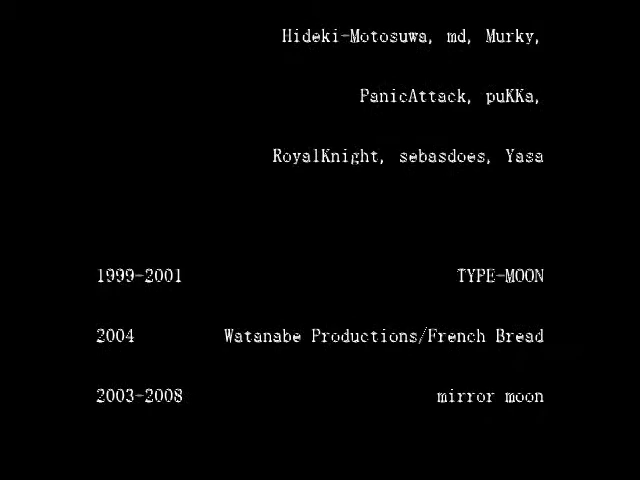 Hideki-Motosuwa, md, Murky,
PanicAttack, puKKa,
RoyalKnight, sebasdoes, Yasa
1999-2001 TYPE-MOON
2004 Watanabe Productions/French Bread
2003-2008 mirror moon